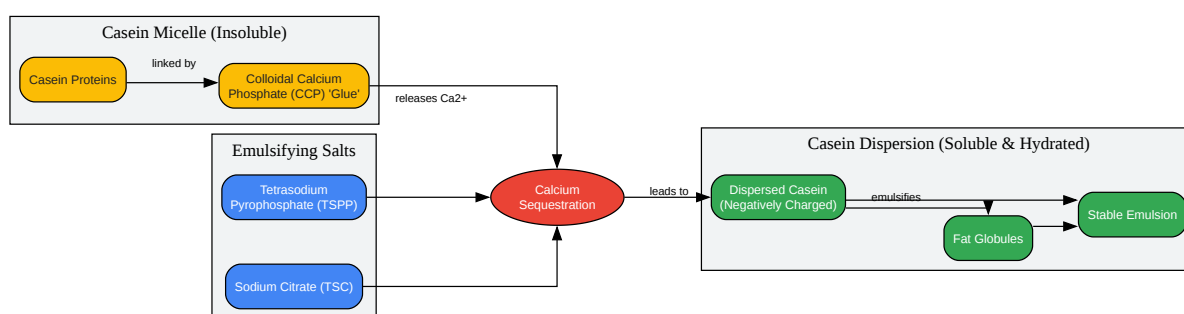 Casein Micelle (Insoluble)
Casein Proteins
linked by
Colloidal Calcium
Phosphate (CCP) 'Glue'
releases Ca2+
Emulsifying Salts
Tetrasodium
Pyrophosphate (TSPP)
Sodium Citrate (TSC)
Calcium
Sequestration
leads to
Casein Dispersion (Soluble & Hydrated)
Dispersed Casein
(Negatively Charged)
emulsifies
Fat Globules
Stable Emulsion